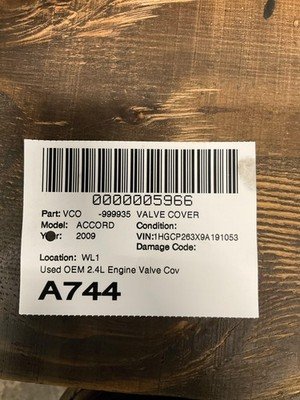 0000005966
Part: VCO -999935 VALVE COVER
Model: ACCORD Condition:
Year: 2009 VIN:1HGCP263X9A191053
Damage Code:
Location: WL1
Used OEM 2.4L Engine Valve Cov
A744